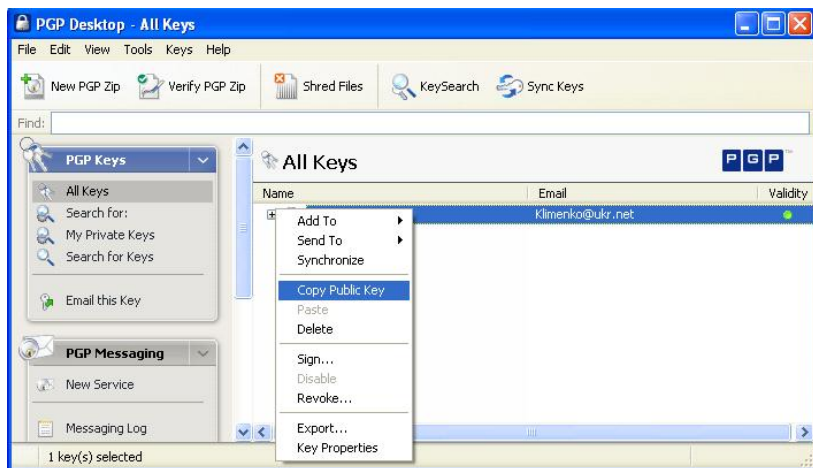 PGP Desktop - All Keys
File Edit View Tools Keys Help
New PGP Zip Verify PGP Zip Shred Files KeySearch Sync Keys
Find:
PGP Keys
All Keys
Search for:
My Private Keys
Search for Keys
Email this Key
PGP Messaging
New Service
Messaging Log
All Keys
PGP™
Name Email Validity
Klimenko@ukr.net
Add To
Send To
Synchronize
Copy Public Key
Paste
Delete
Sign...
Disable
Revoke...
Export...
Key Properties
1 key(s) selected